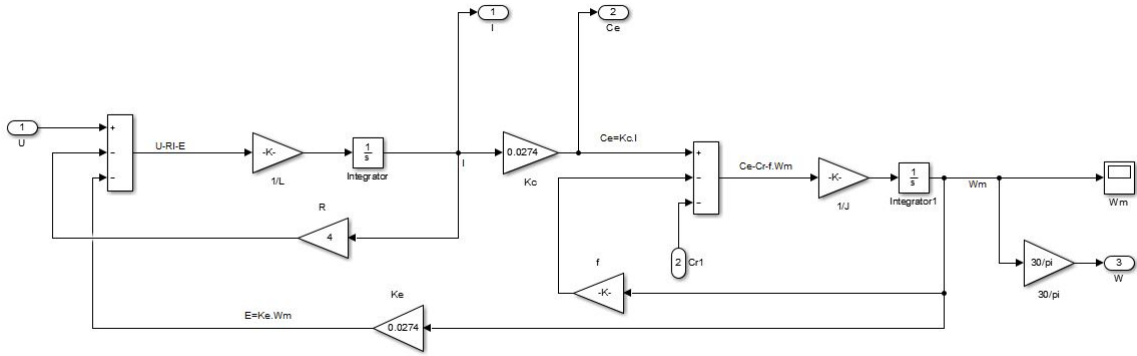 1
I
2
Ce
1
U
+
−
−
U-RI-E
-K-
1/L
1
s
Integrator
I
0.0274
Kc
Ce=Kc.I
+
−
−
Ce-Cr-f.Wm
-K-
1/J
1
s
Integrator1
Wm
Wm
R
4
2
Cr1
f
-K-
30/pi
30/pi
3
W
Ke
0.0274
E=Ke.Wm